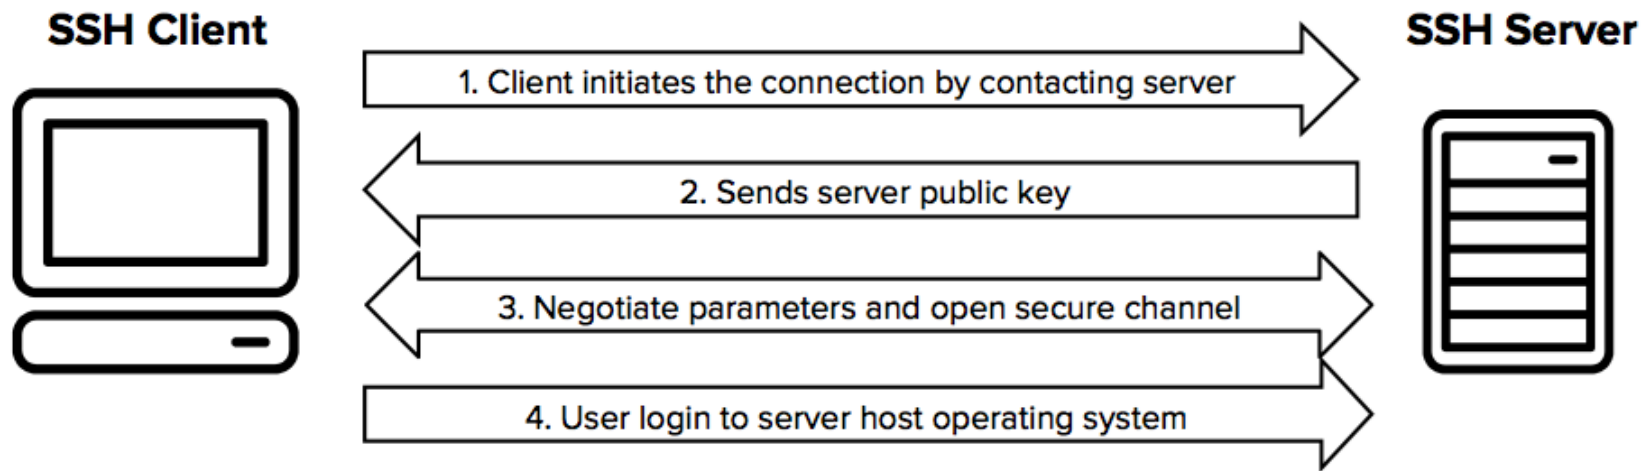 SSH Client
SSH Server
1. Client initiates the connection by contacting server
2. Sends server public key
3. Negotiate parameters and open secure channel
4. User login to server host operating system